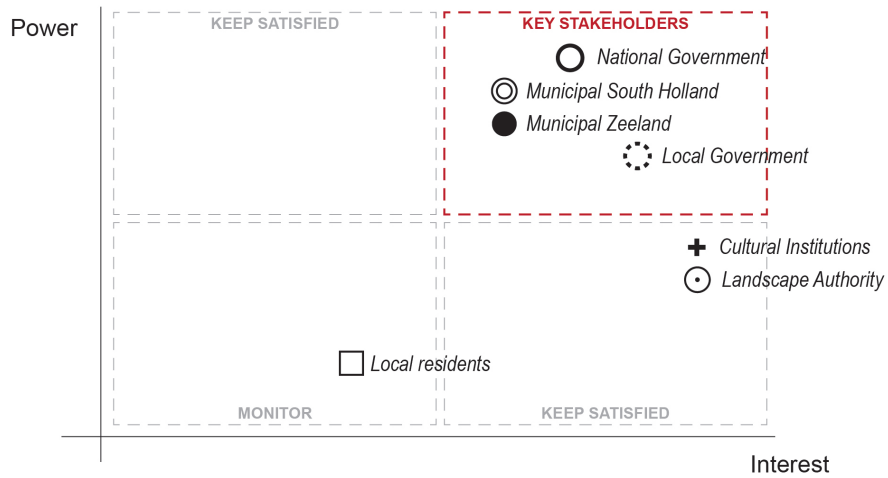 Power
KEEP SATISFIED
KEY STAKEHOLDERS
National Government
Municipal South Holland
Municipal Zeeland
Local Government
Cultural Institutions
Landscape Authority
Local residents
MONITOR
KEEP SATISFIED
Interest